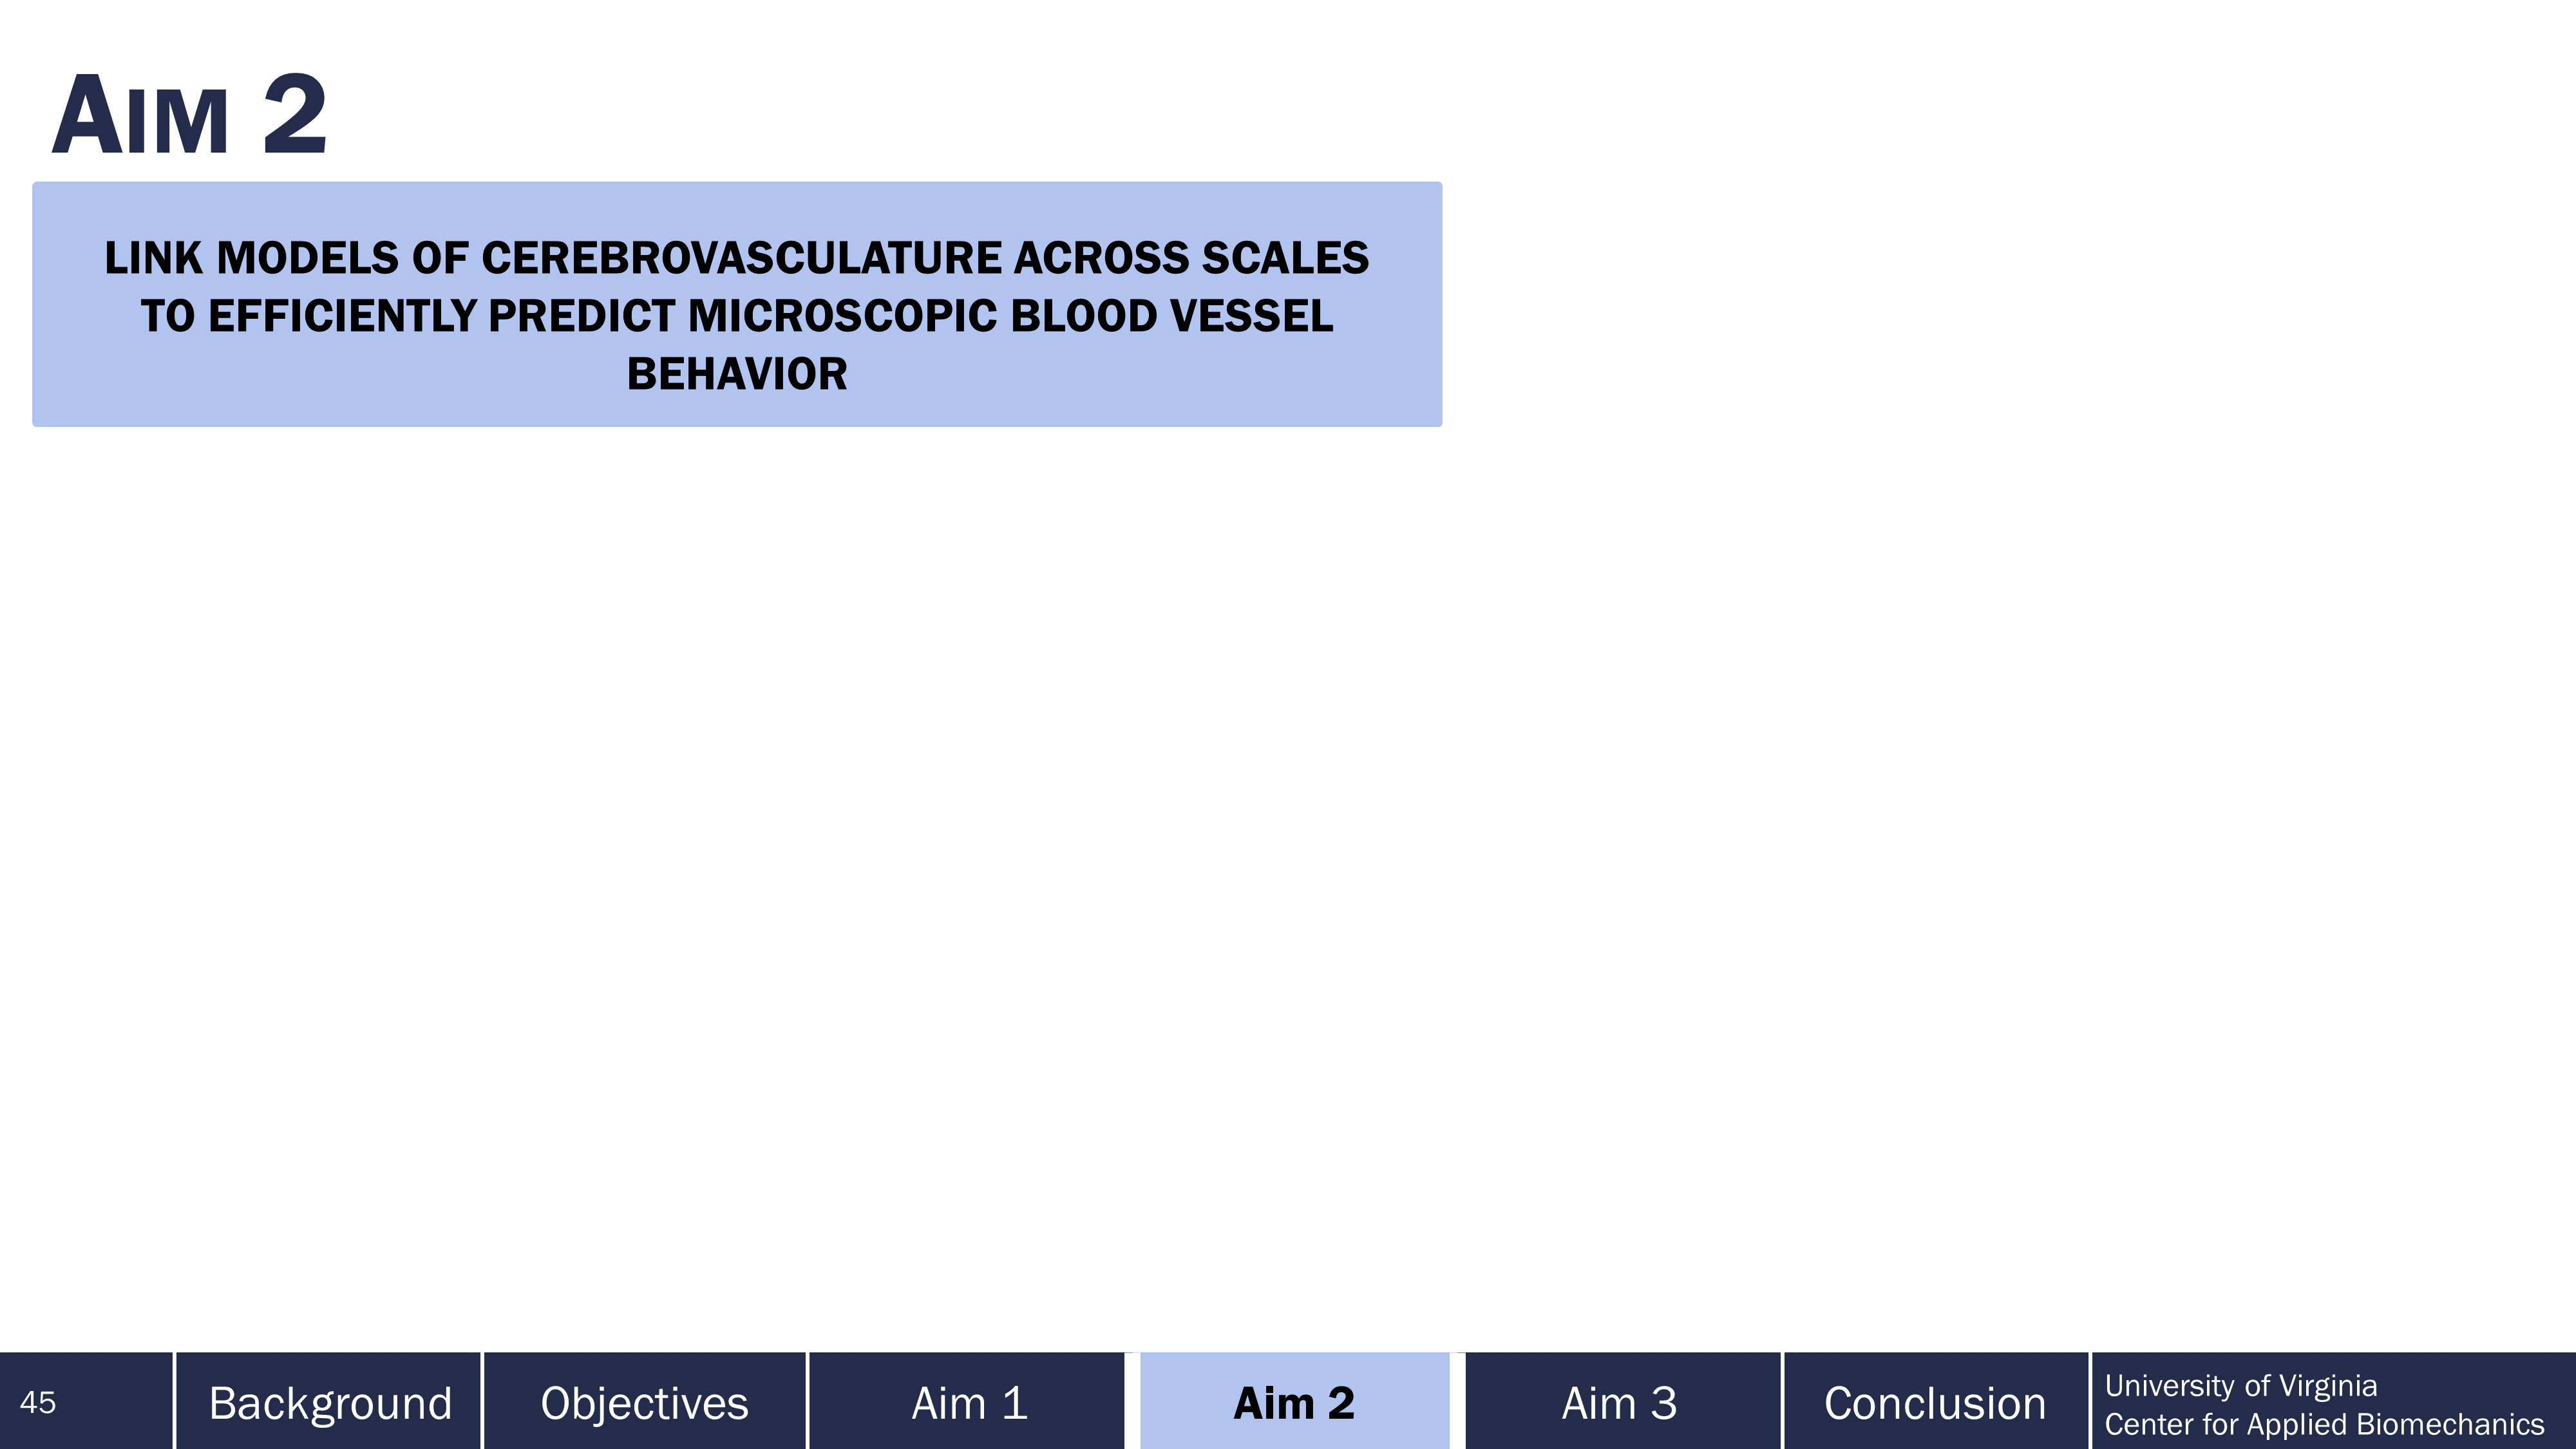 AIM 2
LINK MODELS OF CEREBROVASCULATURE ACROSS SCALES
TO EFFICIENTLY PREDICT MICROSCOPIC BLOOD VESSEL
BEHAVIOR
45
Background
Objectives
Aim 1
Aim 2
Aim 3
Conclusion
University of Virginia
Center for Applied Biomechanics